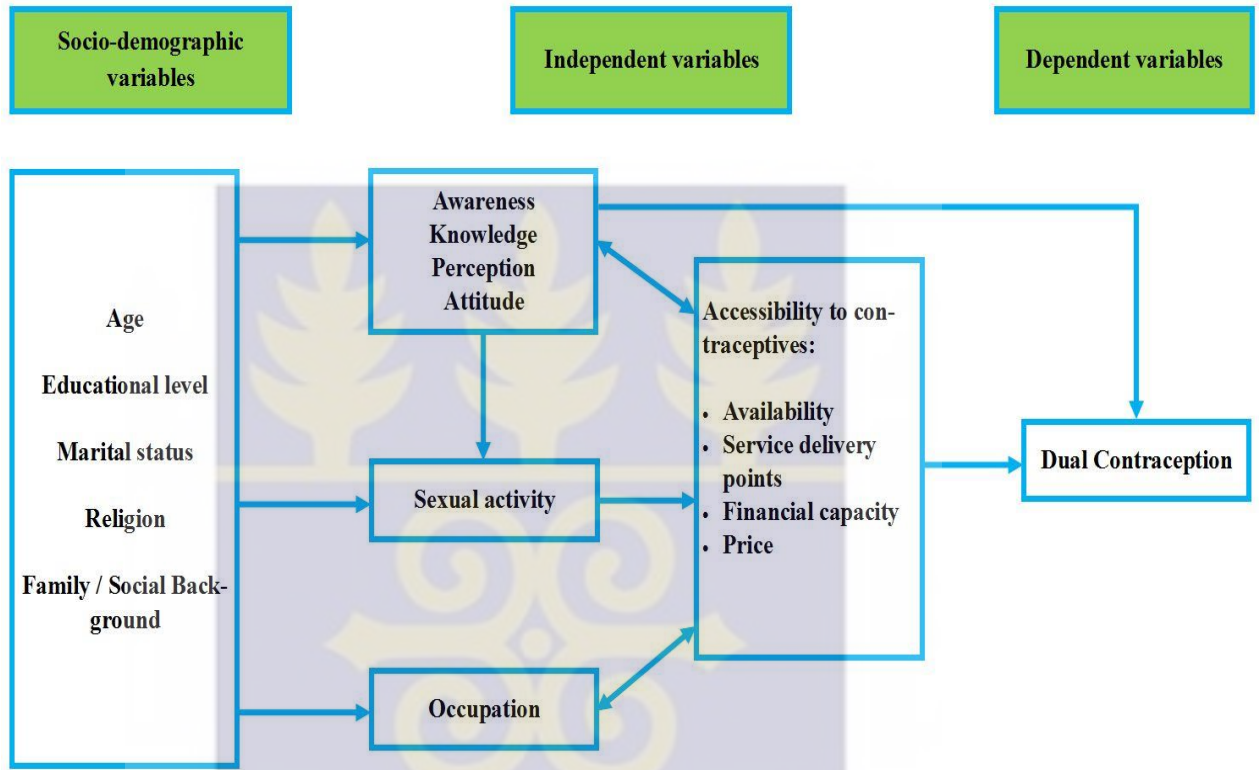 Socio-demographic
variables
Independent variables
Dependent variables
Age
Educational level
Marital status
Religion
Family / Social Back-
ground
Awareness
Knowledge
Perception
Attitude
Sexual activity
Occupation
Accessibility to con-
traceptives:
• Availability
• Service delivery
points
• Financial capacity
• Price
Dual Contraception